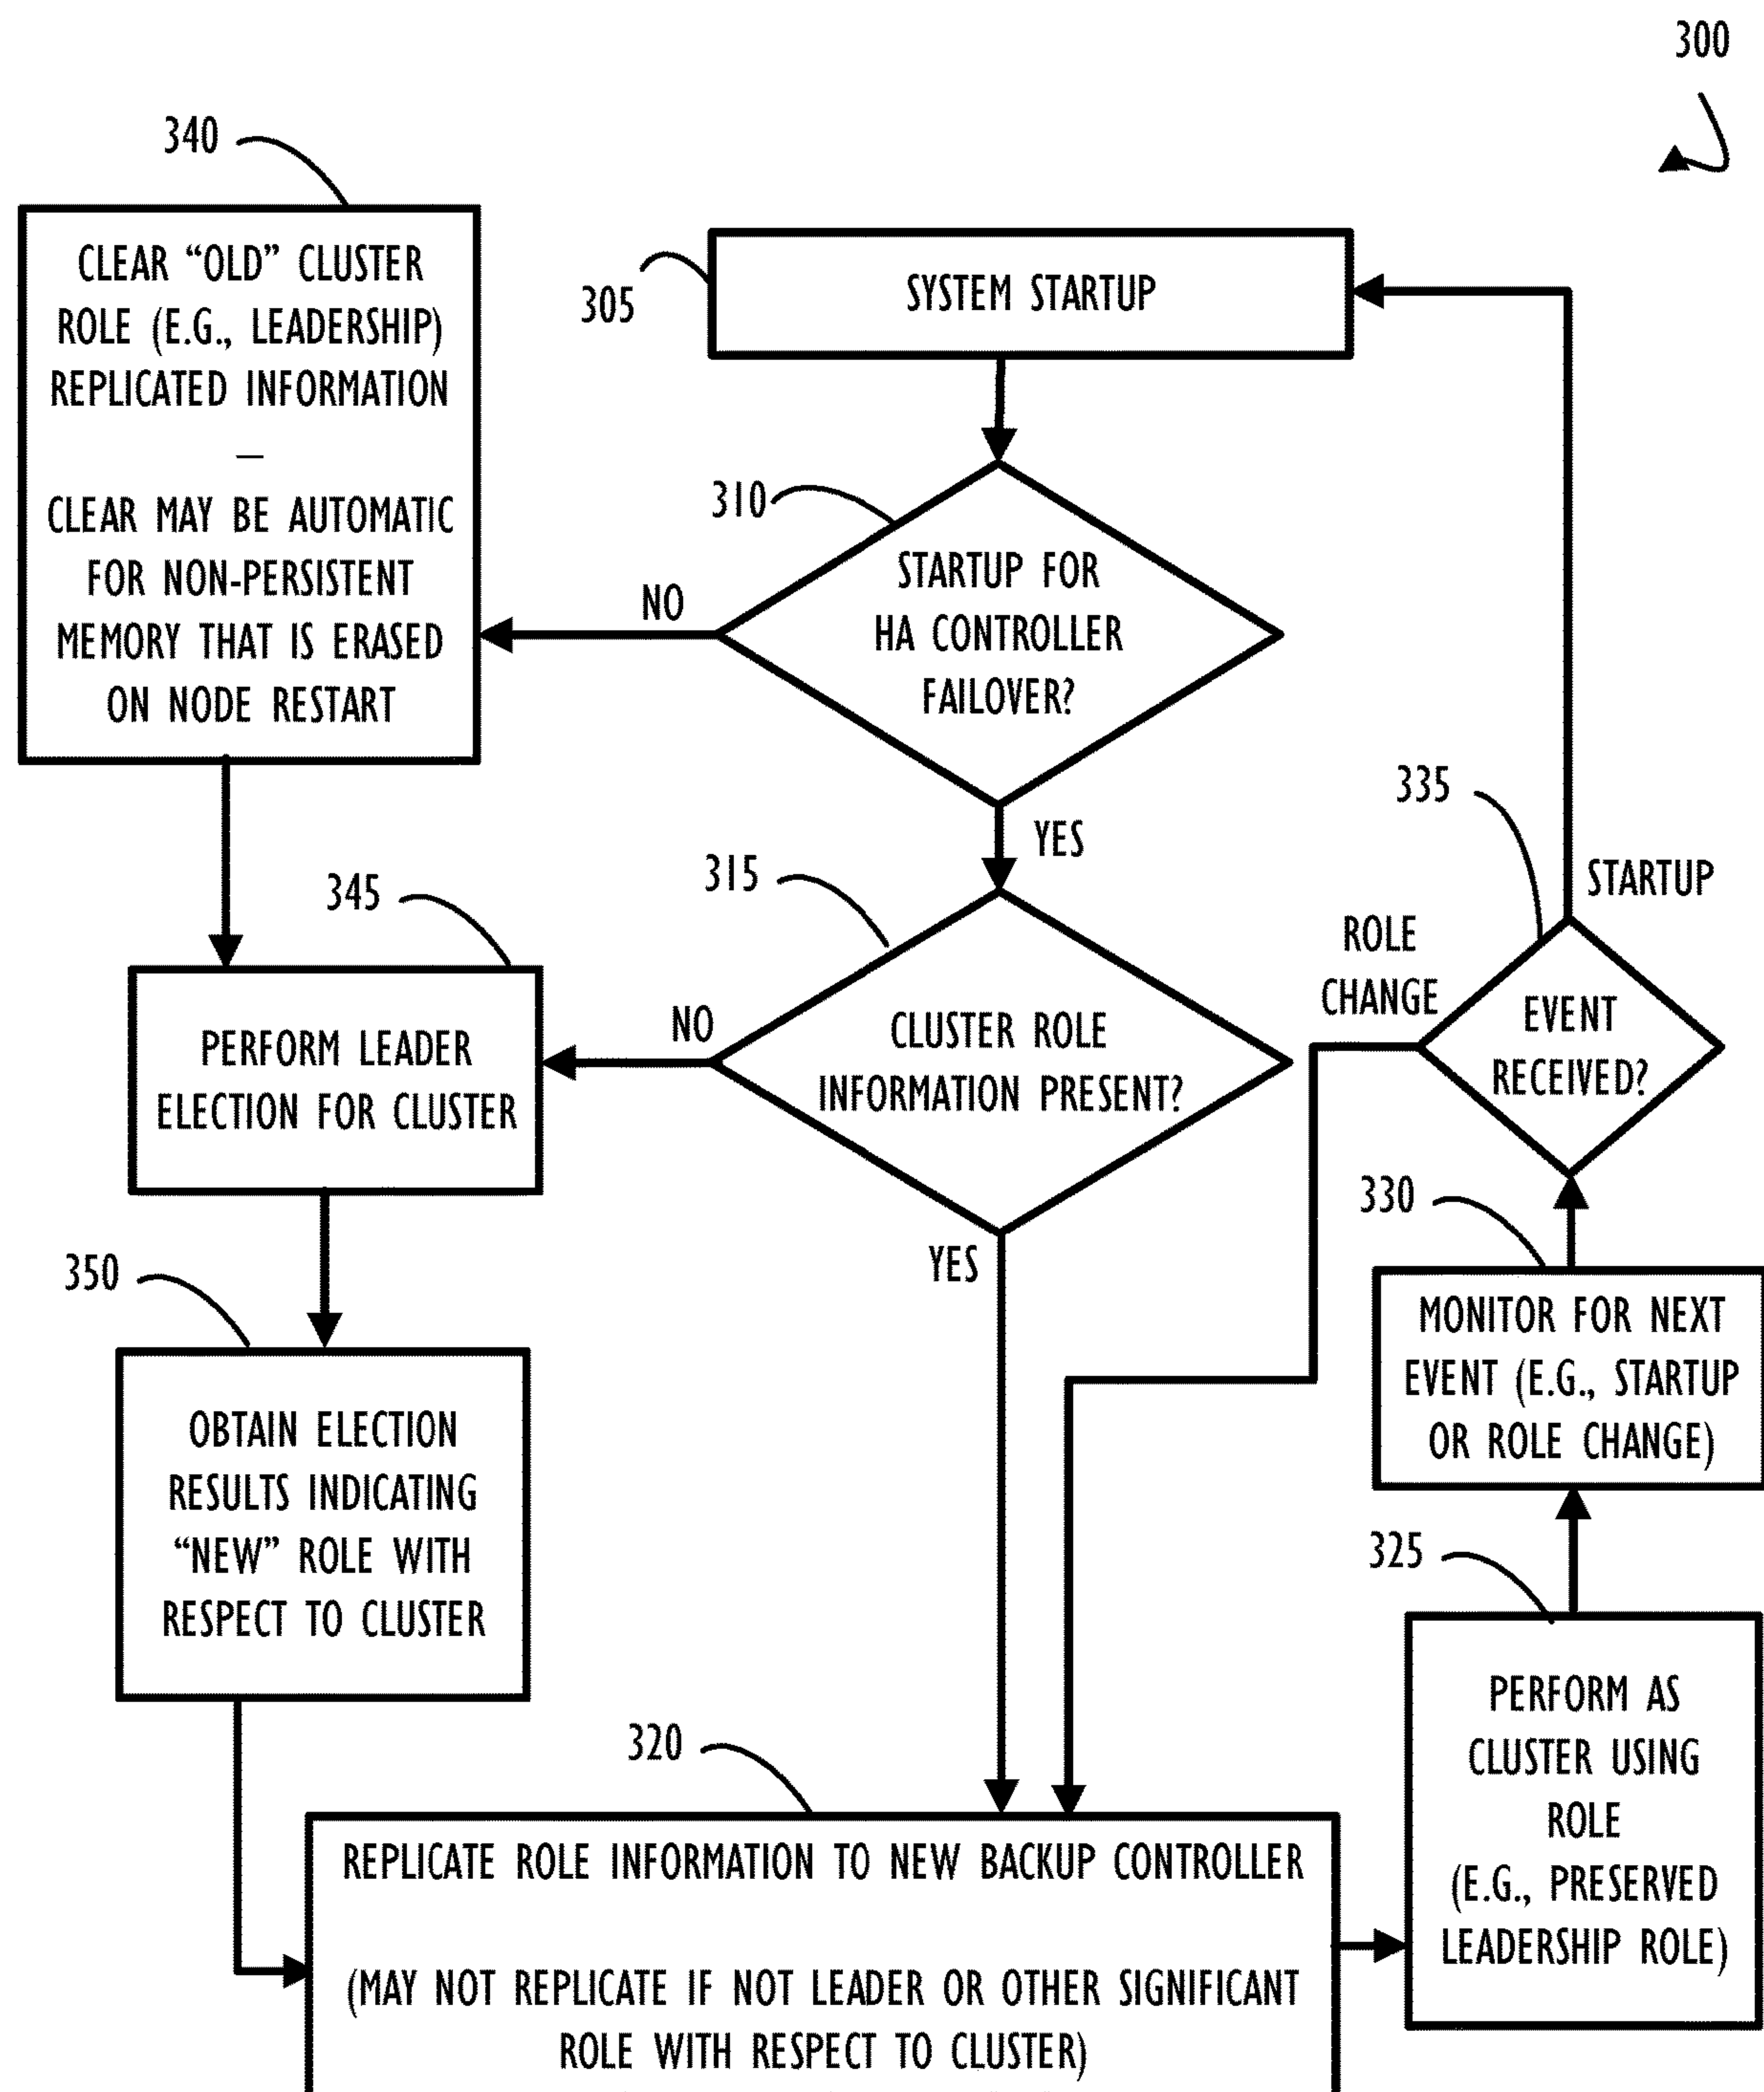 300
340
CLEAR “OLD” CLUSTER
ROLE (E.G., LEADERSHIP)
REPLICATED INFORMATION
–
CLEAR MAY BE AUTOMATIC
FOR NON-PERSISTENT
MEMORY THAT IS ERASED
ON NODE RESTART
305
SYSTEM STARTUP
310
STARTUP FOR
HA CONTROLLER
FAILOVER?
NO
YES
315
CLUSTER ROLE
INFORMATION PRESENT?
NO
YES
345
PERFORM LEADER
ELECTION FOR CLUSTER
350
OBTAIN ELECTION
RESULTS INDICATING
“NEW” ROLE WITH
RESPECT TO CLUSTER
320
REPLICATE ROLE INFORMATION TO NEW BACKUP CONTROLLER
(MAY NOT REPLICATE IF NOT LEADER OR OTHER SIGNIFICANT
ROLE WITH RESPECT TO CLUSTER)
325
PERFORM AS
CLUSTER USING
ROLE
(E.G., PRESERVED
LEADERSHIP ROLE)
330
MONITOR FOR NEXT
EVENT (E.G., STARTUP
OR ROLE CHANGE)
335
EVENT
RECEIVED?
STARTUP
ROLE
CHANGE